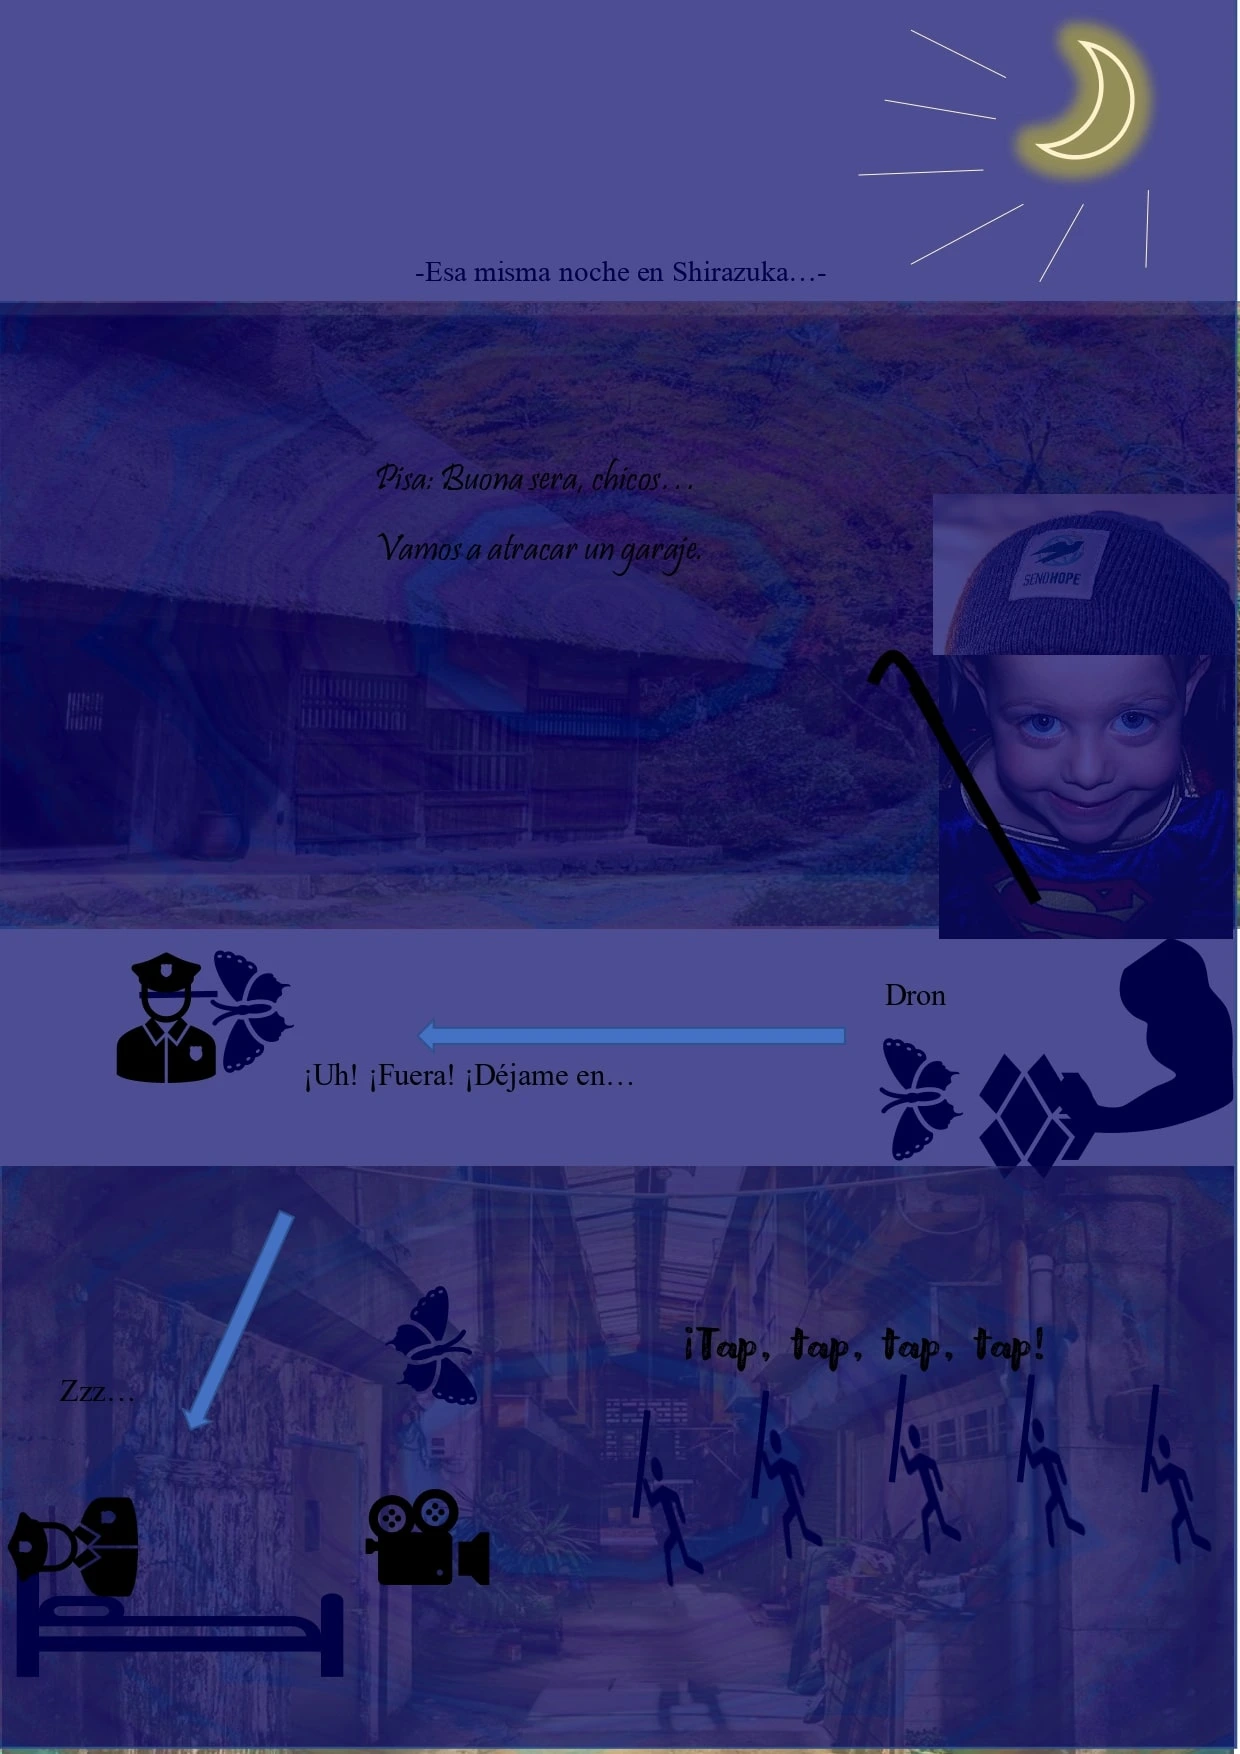 -Esa misma noche en Shirazuka…-
Pisa: Buona sera, chicos…
Vamos a atracar un garaje.
SENDHOPE
Dron
¡Uh! ¡Fuera! ¡Déjame en…
¡Tap, tap, tap, tap!
Zzz…